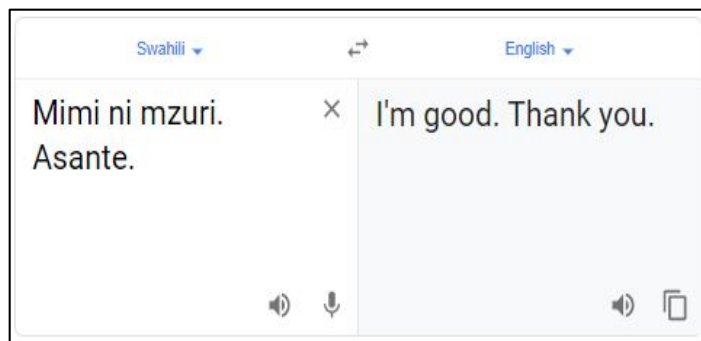 Swahili
English
Mimi ni mzuri.
Asante.
I'm good. Thank you.